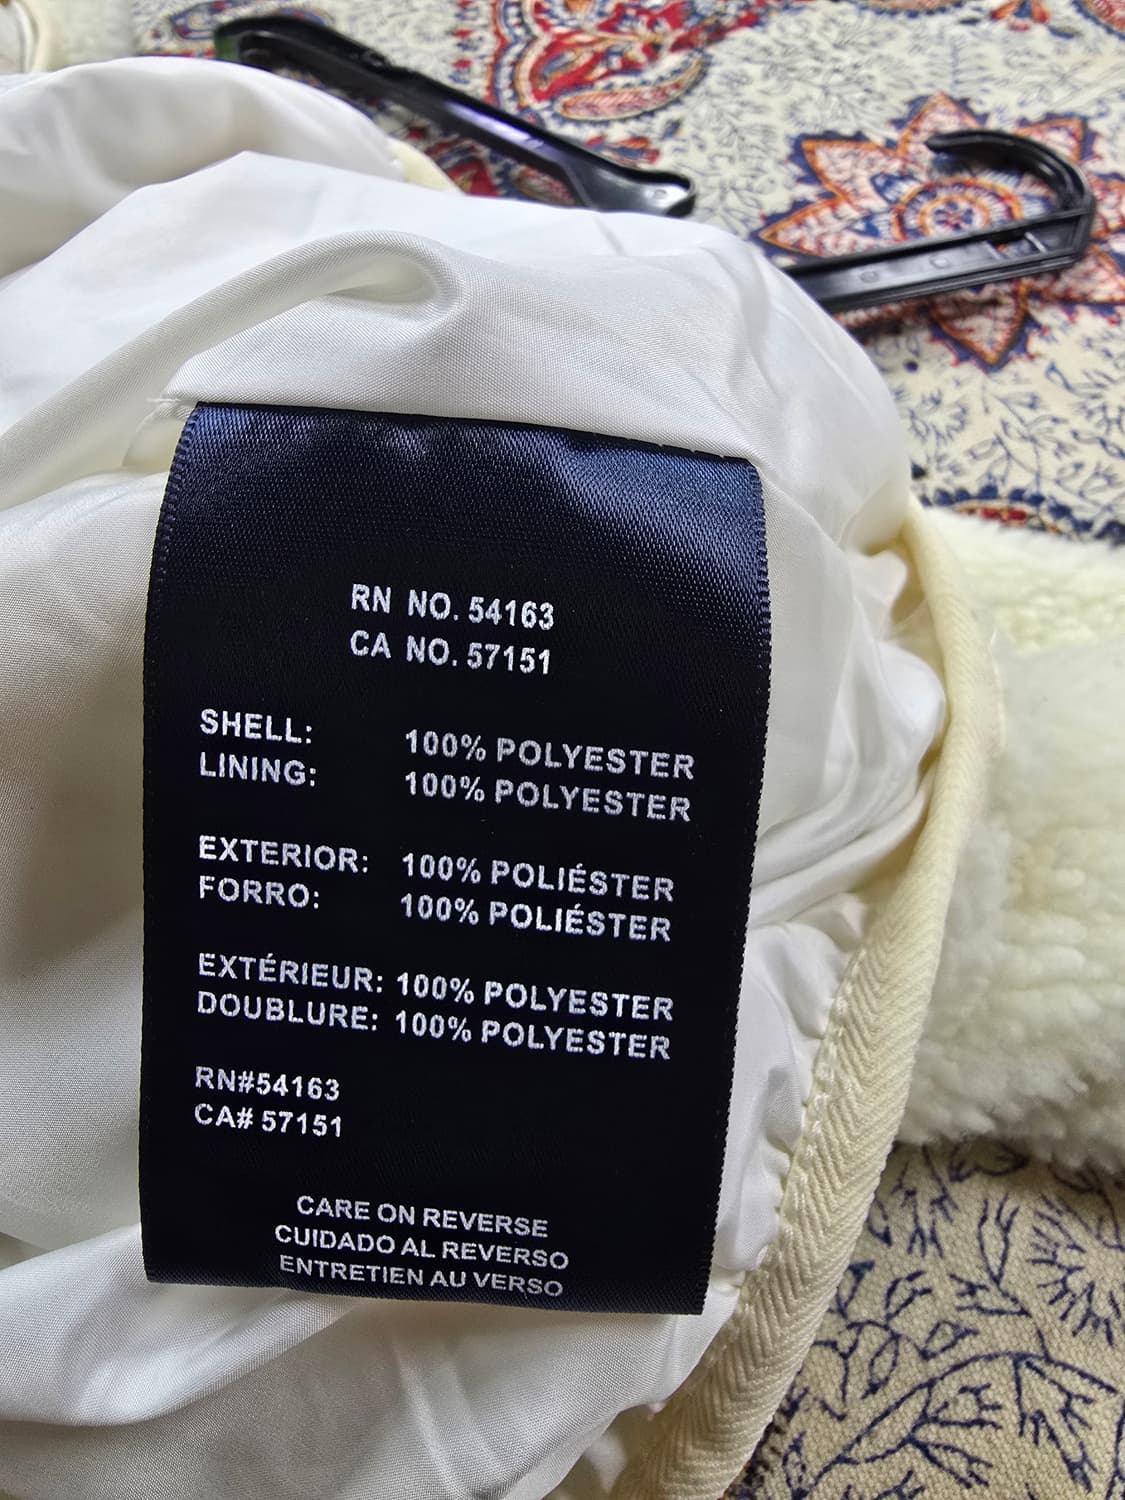 RN NO. 54163
CA NO. 57151
SHELL: 100% POLYESTER
LINING: 100% POLYESTER
EXTERIOR: 100% POLIÉSTER
FORRO: 100% POLIÉSTER
EXTÉRIEUR: 100% POLYESTER
DOUBLURE: 100% POLYESTER
RN#54163
CA# 57151
CARE ON REVERSE
CUIDADO AL REVERSO
ENTRETIEN AU VERSO